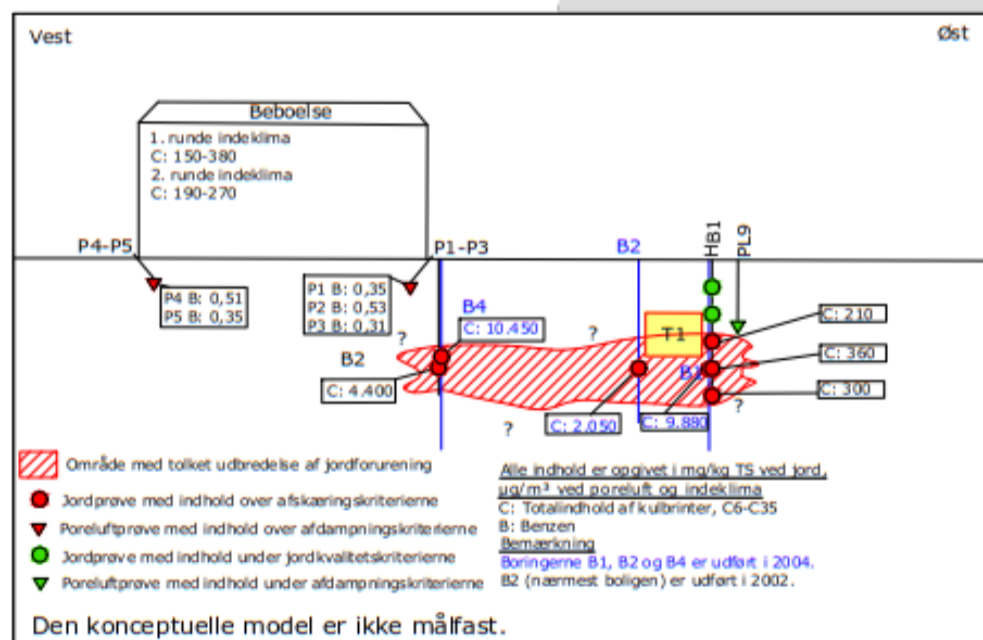 Vest
Øst
Beboelse
1. runde indeklima
C: 150-380
2. runde indeklima
C: 190-270
P4-P5
P1-P3
B2
HB1
PL9
P4 B: 0,51
P5 B: 0,35
P1 B: 0,35
P2 B: 0,53
P3 B: 0,31
B4
C: 10.450
?
?
T1
C: 210
B2
B1
C: 360
C: 4.400
C: 300
?
C: 2.050
C: 9.880
?
Område med tolket udbredelse af jordforurening
Jordprøve med indhold over afskæringskriterierne
Poreluftprøve med indhold over afdampningskriterierne
Jordprøve med indhold under jordkvalitetskriterierne
Poreluftprøve med indhold under afdampningskriterierne
Alle indhold er opgivet i mg/kg TS ved jord,
ug/m³ ved poreluft og indeklima
C: Totalindhold af kulbrinter, C6-C35
B: Benzen
Bemærkning
Boringerne B1, B2 og B4 er udført i 2004.
B2 (nærmest boligen) er udført i 2002.
Den konceptuelle model er ikke målfast.